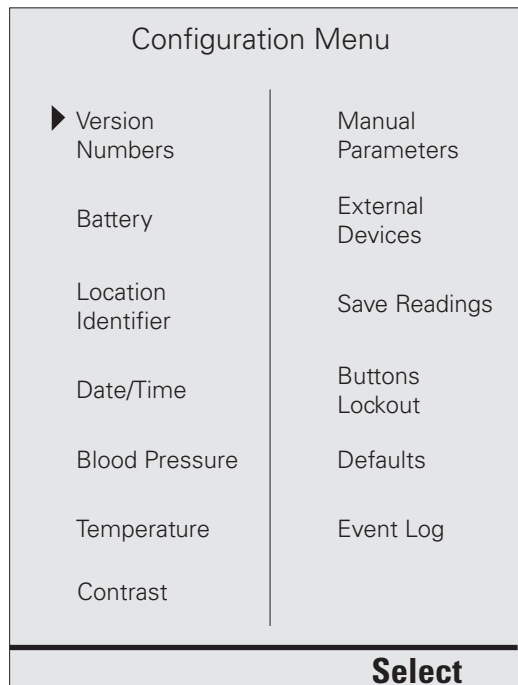 Configuration Menu
Version
Numbers
Battery
Location
Identifier
Date/Time
Blood Pressure
Temperature
Contrast
Manual
Parameters
External
Devices
Save Readings
Buttons
Lockout
Defaults
Event Log
Select